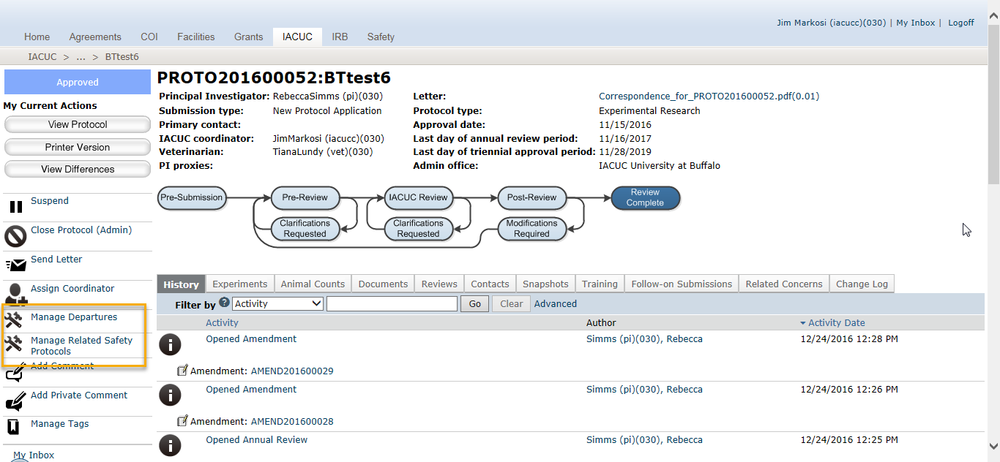 Jim Markosi (iacucc)(030) | My Inbox | Logoff
Home Agreements COI Facilities Grants IACUC IRB Safety
IACUC > ... > BTtest6
Approved
My Current Actions
View Protocol
Printer Version
View Differences
Suspend
Close Protocol (Admin)
Send Letter
Assign Coordinator
Manage Departures
Manage Related Safety
Protocols
Add Comment
Add Private Comment
Manage Tags
My Inbox
PROTO201600052:BTtest6
Principal Investigator: RebeccaSimms (pi)(030) Letter: Correspondence_for_PROTO201600052.pdf(0.01)
Submission type: New Protocol Application Protocol type: Experimental Research
Primary contact: Approval date: 11/15/2016
IACUC coordinator: JimMarkosi (iacucc)(030) Last day of annual review period: 11/16/2017
Veterinarian: TianaLundy (vet)(030) Last day of triennial approval period: 11/28/2019
PI proxies: Admin office: IACUC University at Buffalo
Pre-Submission Pre-Review IACUC Review Post-Review Review
Complete
Clarifications
Requested
Clarifications
Requested
Modifications
Required
History Experiments Animal Counts Documents Reviews Contacts Snapshots Training Follow-on Submissions Related Concerns Change Log
Filter by ? Activity Go Clear Advanced
Activity Author Activity Date
Opened Amendment Simms (pi)(030), Rebecca 12/24/2016 12:28 PM
Amendment: AMEND201600029
Opened Amendment Simms (pi)(030), Rebecca 12/24/2016 12:26 PM
Amendment: AMEND201600028
Opened Annual Review Simms (pi)(030), Rebecca 12/24/2016 12:25 PM